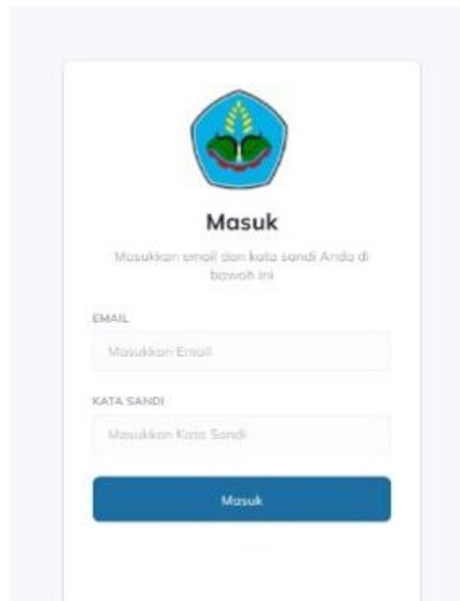 Masuk
Masukkan email dan kata sandi Anda di
bawah ini
EMAIL
Masukkan Email
KATA SANDI
Masukkan Kata Sandi
Masuk